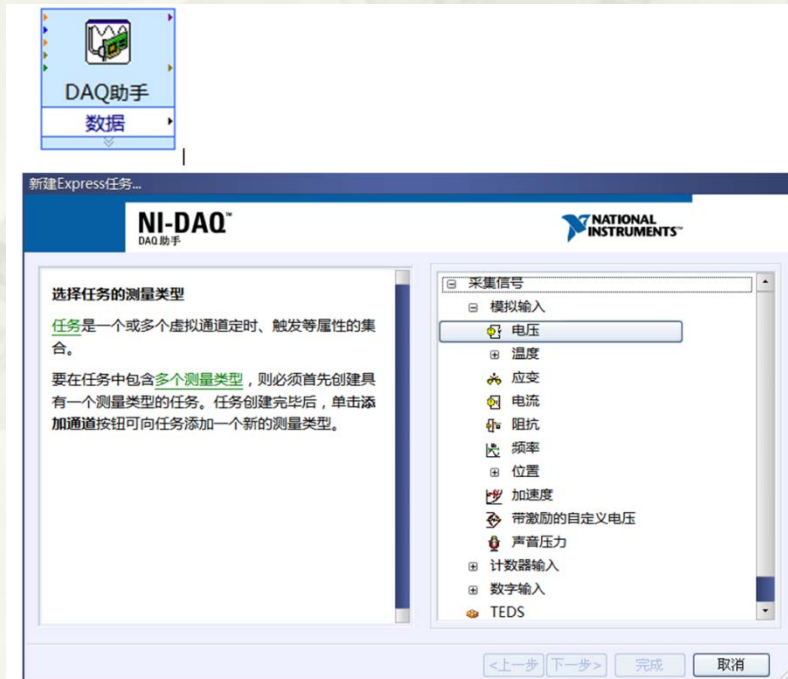 DAQ助手
数据
新建Express任务...
NI-DAQ™
DAQ 助手
NATIONAL
INSTRUMENTS™
选择任务的测量类型
任务是一个或多个虚拟通道定时、触发等属性的集
合。
要在任务中包含多个测量类型，则必须首先创建具
有一个测量类型的任务。任务创建完毕后，单击添
加通道按钮可向任务添加一个新的测量类型。
采集信号
模拟输入
电压
温度
应变
电流
阻抗
频率
位置
加速度
带激励的自定义电压
声音压力
计数器输入
数字输入
TEDS
<上一步 下一步> 完成 取消